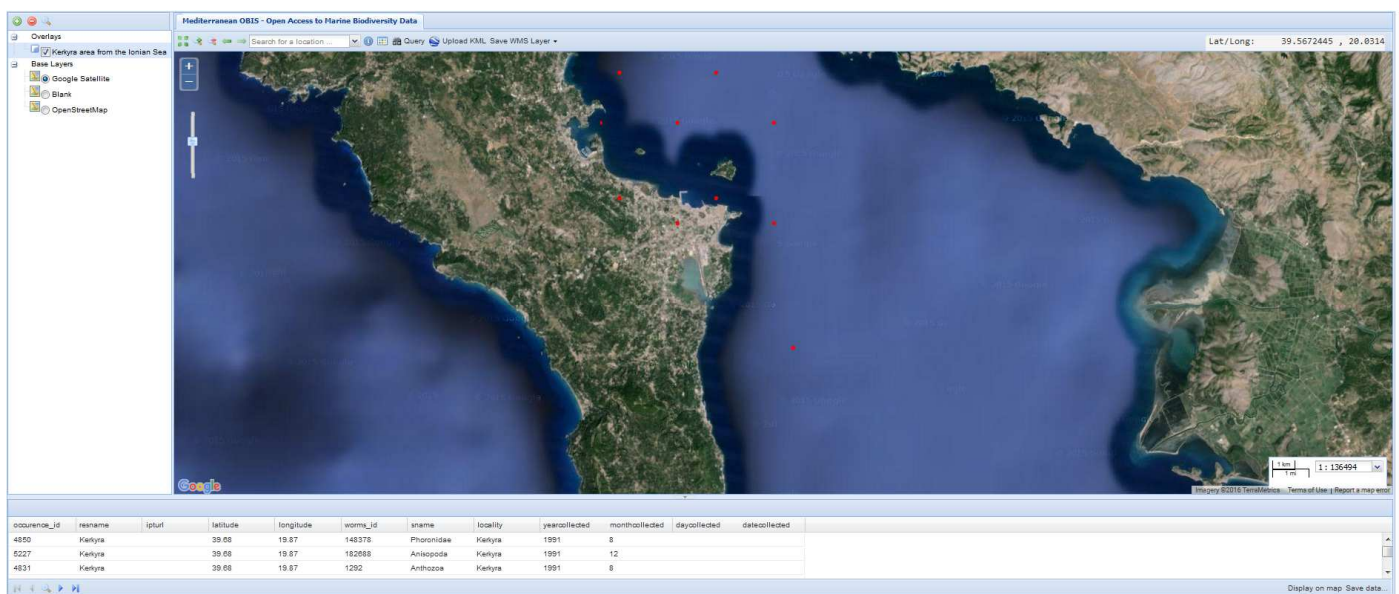 Mediterranean OBIS - Open Access to Marine Biodiversity Data
Overlays
Kerkyra area from the Ionian Sea
Base Layers
Google Satellite
Blank
OpenStreetMap
Search for a location ... Query Upload KML Save WMS Layer
Lat/Long: 39.5672445 , 20.0314
Google
1 km
1 mi
1 : 136494
Imagery ©2016 TerraMetrics Terms of Use Report a map error
occurence_id resname ipturl latitude longitude worms_id sname locality yearcollected monthcollected daycollected datecollected
4850 Kerkyra 39.68 19.87 148378 Phoronidae Kerkyra 1991 8
5227 Kerkyra 39.68 19.87 182688 Anisopoda Kerkyra 1991 12
4831 Kerkyra 39.68 19.87 1292 Anthozoa Kerkyra 1991 8
Display on map Save data...